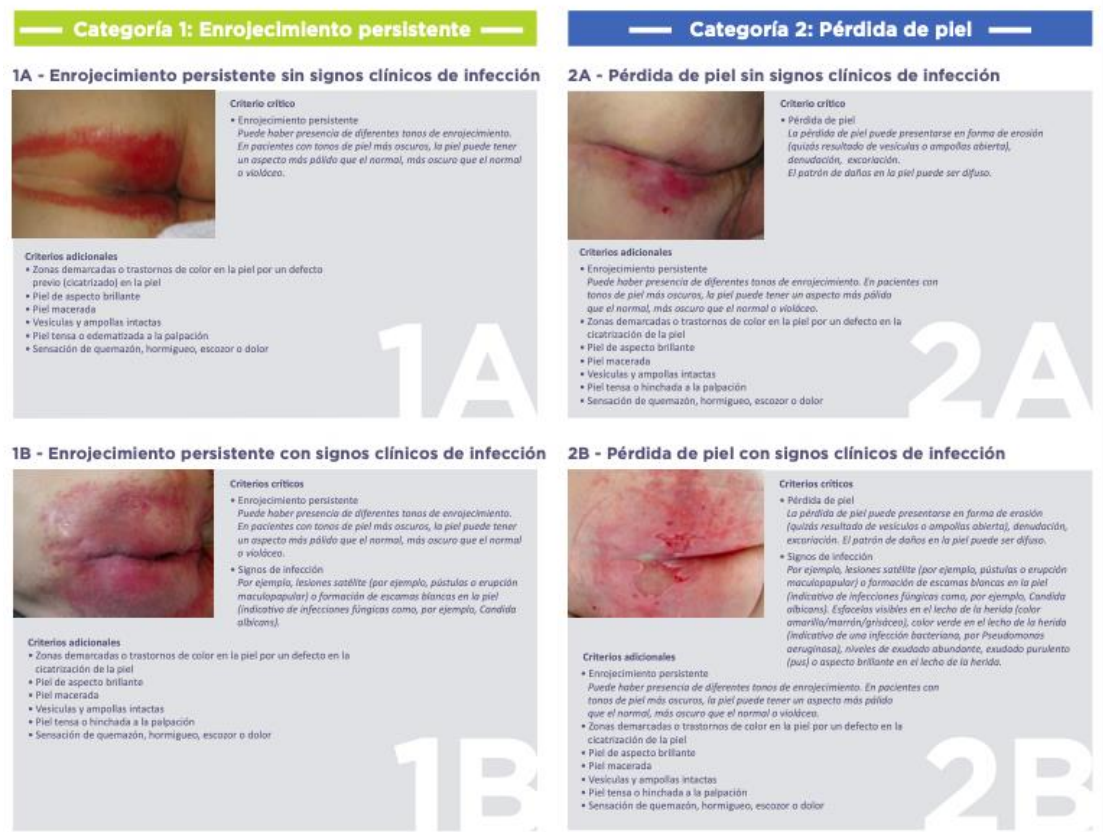 Categoría 1: Enrojecimiento persistente
1A - Enrojecimiento persistente sin signos clínicos de infección
Criterio crítico
• Enrojecimiento persistente
Puede haber presencia de diferentes tonos de enrojecimiento.
En pacientes con tonos de piel más oscuros, la piel puede tener
un aspecto más pálido que el normal, más oscuro que el normal
o violáceo.
Criterios adicionales
• Zonas demarcadas o trastornos de color en la piel por un defecto
previo (cicatrizado) en la piel
• Piel de aspecto brillante
• Piel macerada
• Vesículas y ampollas intactas
• Piel tensa o edematizada a la palpación
• Sensación de quemazón, hormigueo, escozor o dolor
1A
1B - Enrojecimiento persistente con signos clínicos de infección
Criterios críticos
• Enrojecimiento persistente
Puede haber presencia de diferentes tonos de enrojecimiento.
En pacientes con tonos de piel más oscuros, la piel puede tener
un aspecto más pálido que el normal, más oscuro que el normal
o violáceo.
• Signos de infección
Por ejemplo, lesiones satélite (por ejemplo, pústulas o erupción
maculopapular) o formación de escamas blancas en la piel
(indicativo de infecciones fúngicas como, por ejemplo, Candida
albicans).
Criterios adicionales
• Zonas demarcadas o trastornos de color en la piel por un defecto en la
cicatrización de la piel
• Piel de aspecto brillante
• Piel macerada
• Vesículas y ampollas intactas
• Piel tensa o hinchada a la palpación
• Sensación de quemazón, hormigueo, escozor o dolor
1B
Categoría 2: Pérdida de piel
2A - Pérdida de piel sin signos clínicos de infección
Criterio crítico
• Pérdida de piel
La pérdida de piel puede presentarse en forma de erosión
(quizás resultado de vesículas o ampollas abierta),
denudación, excoriación.
El patrón de daños en la piel puede ser difuso.
Criterios adicionales
• Enrojecimiento persistente
Puede haber presencia de diferentes tonos de enrojecimiento. En pacientes con
tonos de piel más oscuros, la piel puede tener un aspecto más pálido
que el normal, más oscuro que el normal o violáceo.
• Zonas demarcadas o trastornos de color en la piel por un defecto en la
cicatrización de la piel
• Piel de aspecto brillante
• Piel macerada
• Vesículas y ampollas intactas
• Piel tensa o hinchada a la palpación
• Sensación de quemazón, hormigueo, escozor o dolor
2A
2B - Pérdida de piel con signos clínicos de infección
Criterios críticos
• Pérdida de piel
La pérdida de piel puede presentarse en forma de erosión
(quizás resultado de vesículas o ampollas abierta), denudación,
excoriación. El patrón de daños en la piel puede ser difuso.
• Signos de infección
Por ejemplo, lesiones satélite (por ejemplo, pústulas o erupción
maculopapular) o formación de escamas blancas en la piel
(indicativo de infecciones fúngicas como, por ejemplo, Candida
albicans). Esfacelos visibles en el lecho de la herida (color
amarillo/marrón/grisáceo), color verde en el lecho de la herida
(indicativo de una infección bacteriana, por Pseudomonas
aeruginosa), niveles de exudado abundante, exudado purulento
(pus) o aspecto brillante en el lecho de la herida.
Criterios adicionales
• Enrojecimiento persistente
Puede haber presencia de diferentes tonos de enrojecimiento. En pacientes con
tonos de piel más oscuros, la piel puede tener un aspecto más pálido
que el normal, más oscuro que el normal o violáceo.
• Zonas demarcadas o trastornos de color en la piel por un defecto en la
cicatrización de la piel
• Piel de aspecto brillante
• Piel macerada
• Vesículas y ampollas intactas
• Piel tensa o hinchada a la palpación
• Sensación de quemazón, hormigueo, escozor o dolor
2B